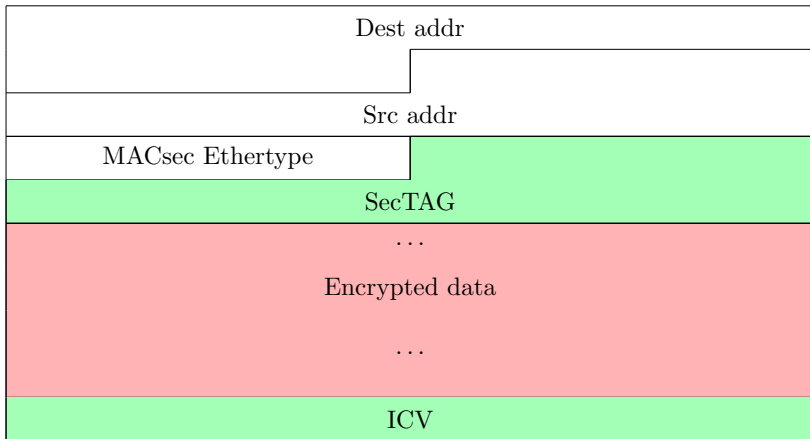 Dest addr
Src addr
MACsec Ethertype
SecTAG
...
Encrypted data
...
ICV